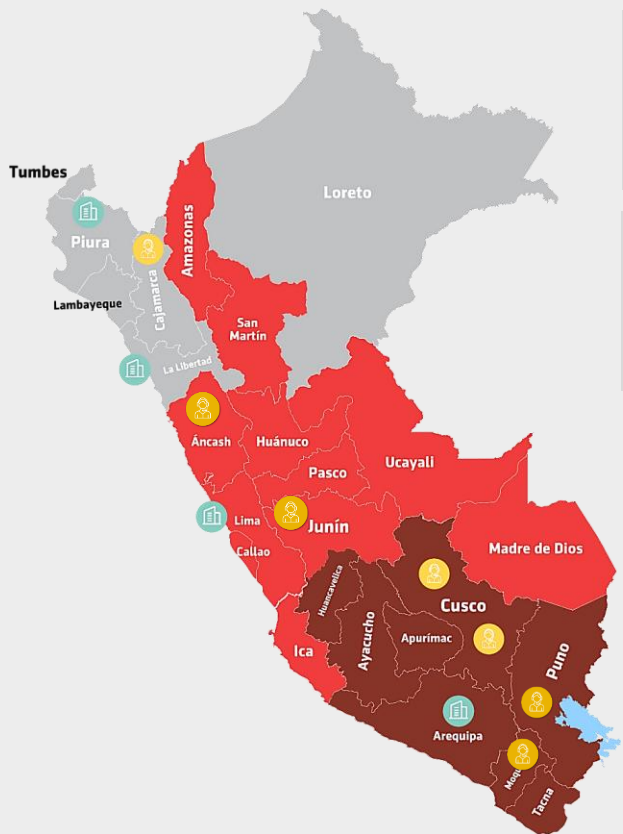 Tumbes
Loreto
Piura
Amazonas
Cajamarca
Lambayeque
San
Martín
La Libertad
Áncash
Huánuco
Ucayali
Pasco
Lima
Junín
Callao
Madre de Dios
Huancavelica
Cusco
Ayacucho
Apurímac
Ica
Puno
Arequipa
Moqu
Tacna